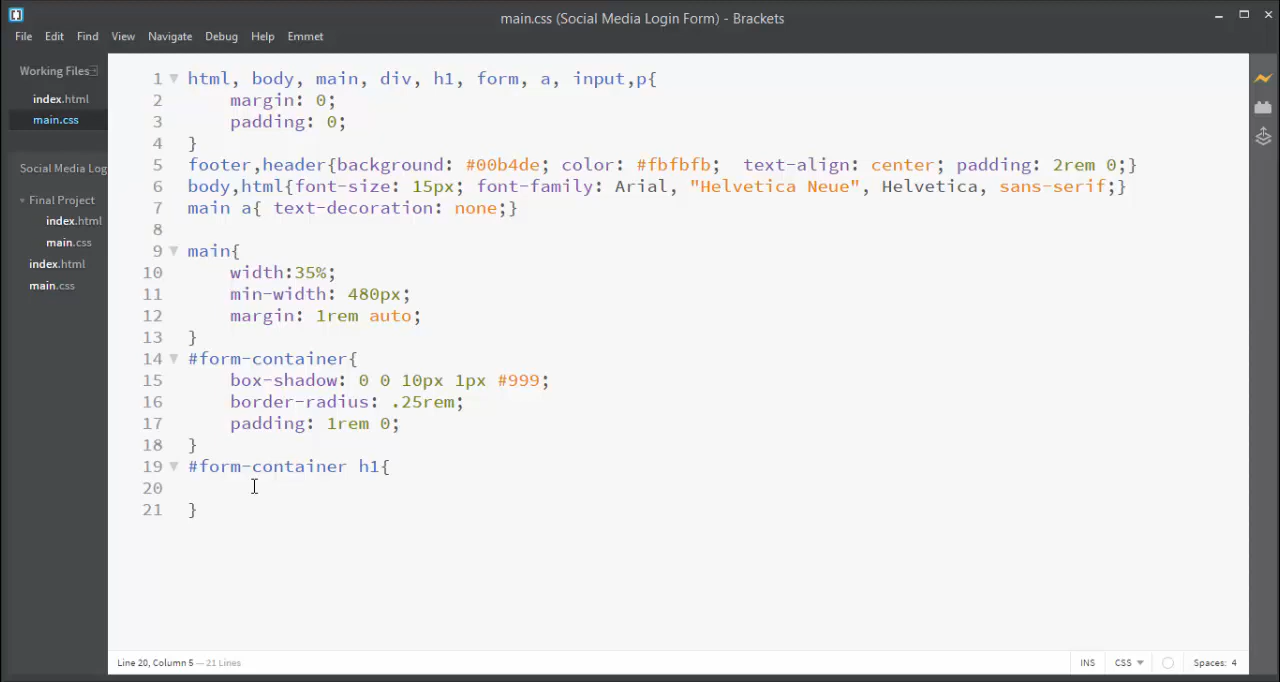 main.css (Social Media Login Form) - Brackets
File Edit Find View Navigate Debug Help Emmet
Working Files
index.html
main.css
Social Media Log
Final Project
index.html
main.css
index.html
main.css
1 html, body, main, div, h1, form, a, input,p{
2 margin: 0;
3 padding: 0;
4 }
5 footer,header{background: #00b4de; color: #fbfbfb;  text-align: center; padding: 2rem 0;}
6 body,html{font-size: 15px; font-family: Arial, "Helvetica Neue", Helvetica, sans-serif;}
7 main a{ text-decoration: none;}
8
9 main{
10 width:35%;
11 min-width: 480px;
12 margin: 1rem auto;
13 }
14 #form-container{
15 box-shadow: 0 0 10px 1px #999;
16 border-radius: .25rem;
17 padding: 1rem 0;
18 }
19 #form-container h1{
20
21 }
Line 20, Column 5 — 21 Lines
INS CSS Spaces: 4